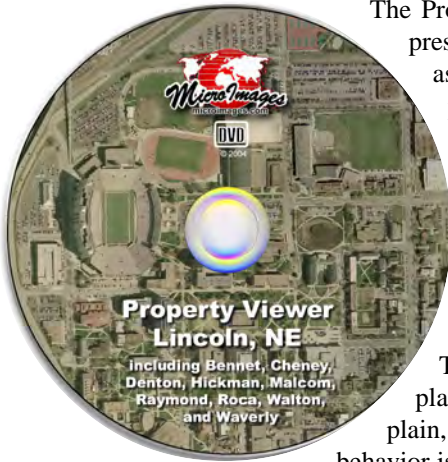 The Pro
pres
as
MicroImages
microimages.com
DVD
© 2004
Property Viewer
Lincoln, NE
including Bennet, Cheney,
Denton, Hickman, Malcom,
Raymond, Roca, Walton,
and Waverly
T
pla
plain,
behavior is